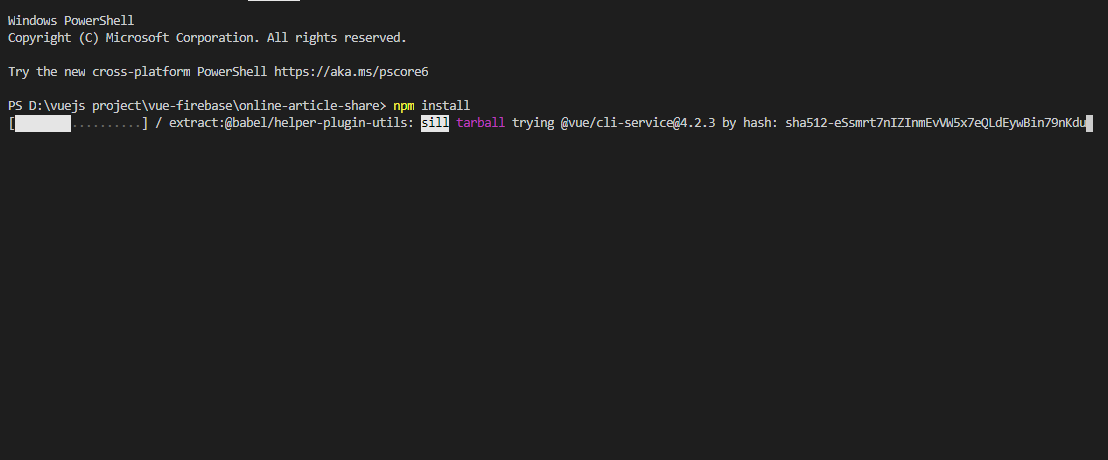 Windows PowerShell
Copyright (C) Microsoft Corporation. All rights reserved.
Try the new cross-platform PowerShell https://aka.ms/pscore6
PS D:\vuejs project\vue-firebase\online-article-share> npm install
[..........] / extract:@babel/helper-plugin-utils: sill tarball trying @vue/cli-service@4.2.3 by hash: sha512-eSsmrt7nIZInmEvVW5x7eQLdEywBin79nKdu